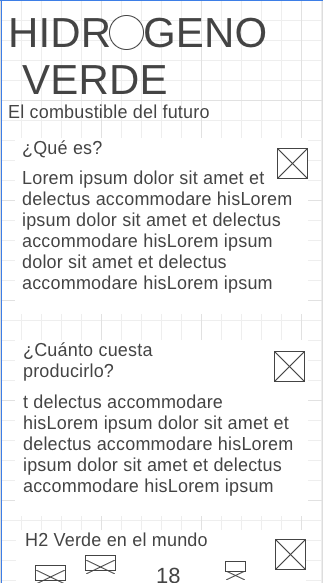 HIDR GENO
VERDE
El combustible del futuro
¿Qué es?
Lorem ipsum dolor sit amet et
delectus accommodare hisLorem
ipsum dolor sit amet et delectus
accommodare hisLorem ipsum
dolor sit amet et delectus
accommodare hisLorem ipsum
¿Cuánto cuesta
producirlo?
t delectus accommodare
hisLorem ipsum dolor sit amet et
delectus accommodare hisLorem
ipsum dolor sit amet et delectus
accommodare hisLorem ipsum
H2 Verde en el mundo
18